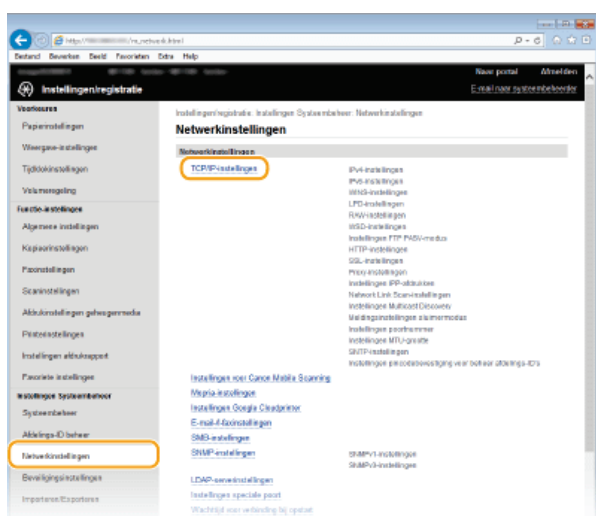 Bestand Bewerken Beeld Favorieten Extra Help
Naar portal Afmelden
Instellingen/registratie
E-mail naar systeembeheerder
Voorkeuren
Papierinstellingen
Weergave-instellingen
Tijdklokinstellingen
Volumeregeling
Functie-instellingen
Algemene instellingen
Kopieerinstellingen
Faxinstellingen
Scaninstellingen
Afdrukinstellingen geheugenmedia
Printerinstellingen
Instellingen afdrukrapport
Favoriete instellingen
Instellingen Systeembeheer
Systeembeheer
Afdelings-ID beheer
Netwerkinstellingen
Beveiligingsinstellingen
Importeren/Exporteren
Instellingen/registratie: Instellingen Systeembeheer: Netwerkinstellingen
Netwerkinstellingen
Netwerkinstellingen
TCP/IP-instellingen
IPv4-instellingen
IPv6-instellingen
WINS-instellingen
LPD-instellingen
RAW-instellingen
WSD-instellingen
Instellingen FTP PASV-modus
HTTP-instellingen
SSL-instellingen
Proxy-instellingen
Instellingen IPP-afdrukken
Network Link Scan-instellingen
Instellingen Multicast Discovery
Meldingsinstellingen sluimermodus
Instellingen poortnummer
Instellingen MTU-grootte
SNTP-instellingen
Instellingen pincodebevestiging voor beheer afdelings-ID's
Instellingen voor Canon Mobile Scanning
Mopria-instellingen
Instellingen Google Cloudprinter
E-mail-/I-faxinstellingen
SMB-instellingen
SNMP-instellingen
SNMPv1-instellingen
SNMPv3-instellingen
LDAP-serverinstellingen
Instellingen speciale poort
Wachttijd voor verbinding bij opstart